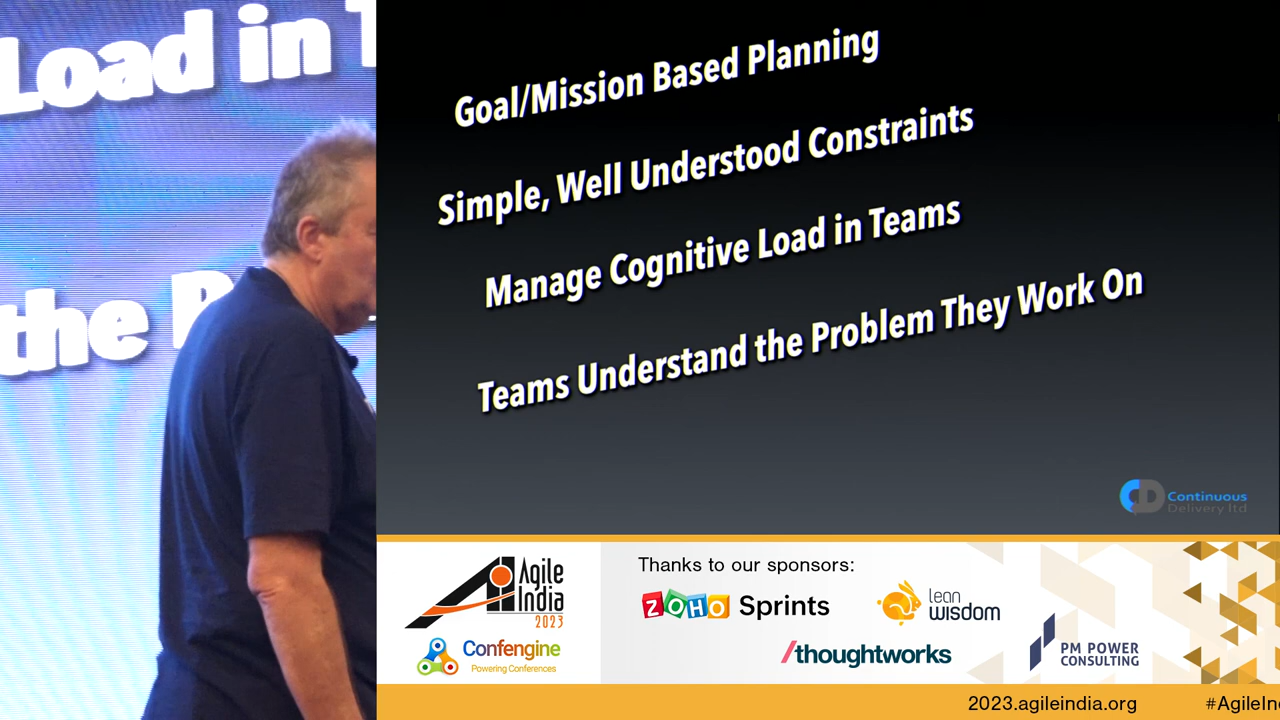 Load in
the
Goal/Mission Based Planning
Simple, Well Understood Constraints
Manage Cognitive Load in Teams
Teams Understand the Problem They Work On
CD Continuous
Delivery ltd
Agile
India
2023
Confengine
Powering Conferences
Thanks to our sponsors:
ZOHO Sprints
lean
wisdom
/thoughtworks
PM POWER
CONSULTING
2023.agileindia.org
#AgileIn